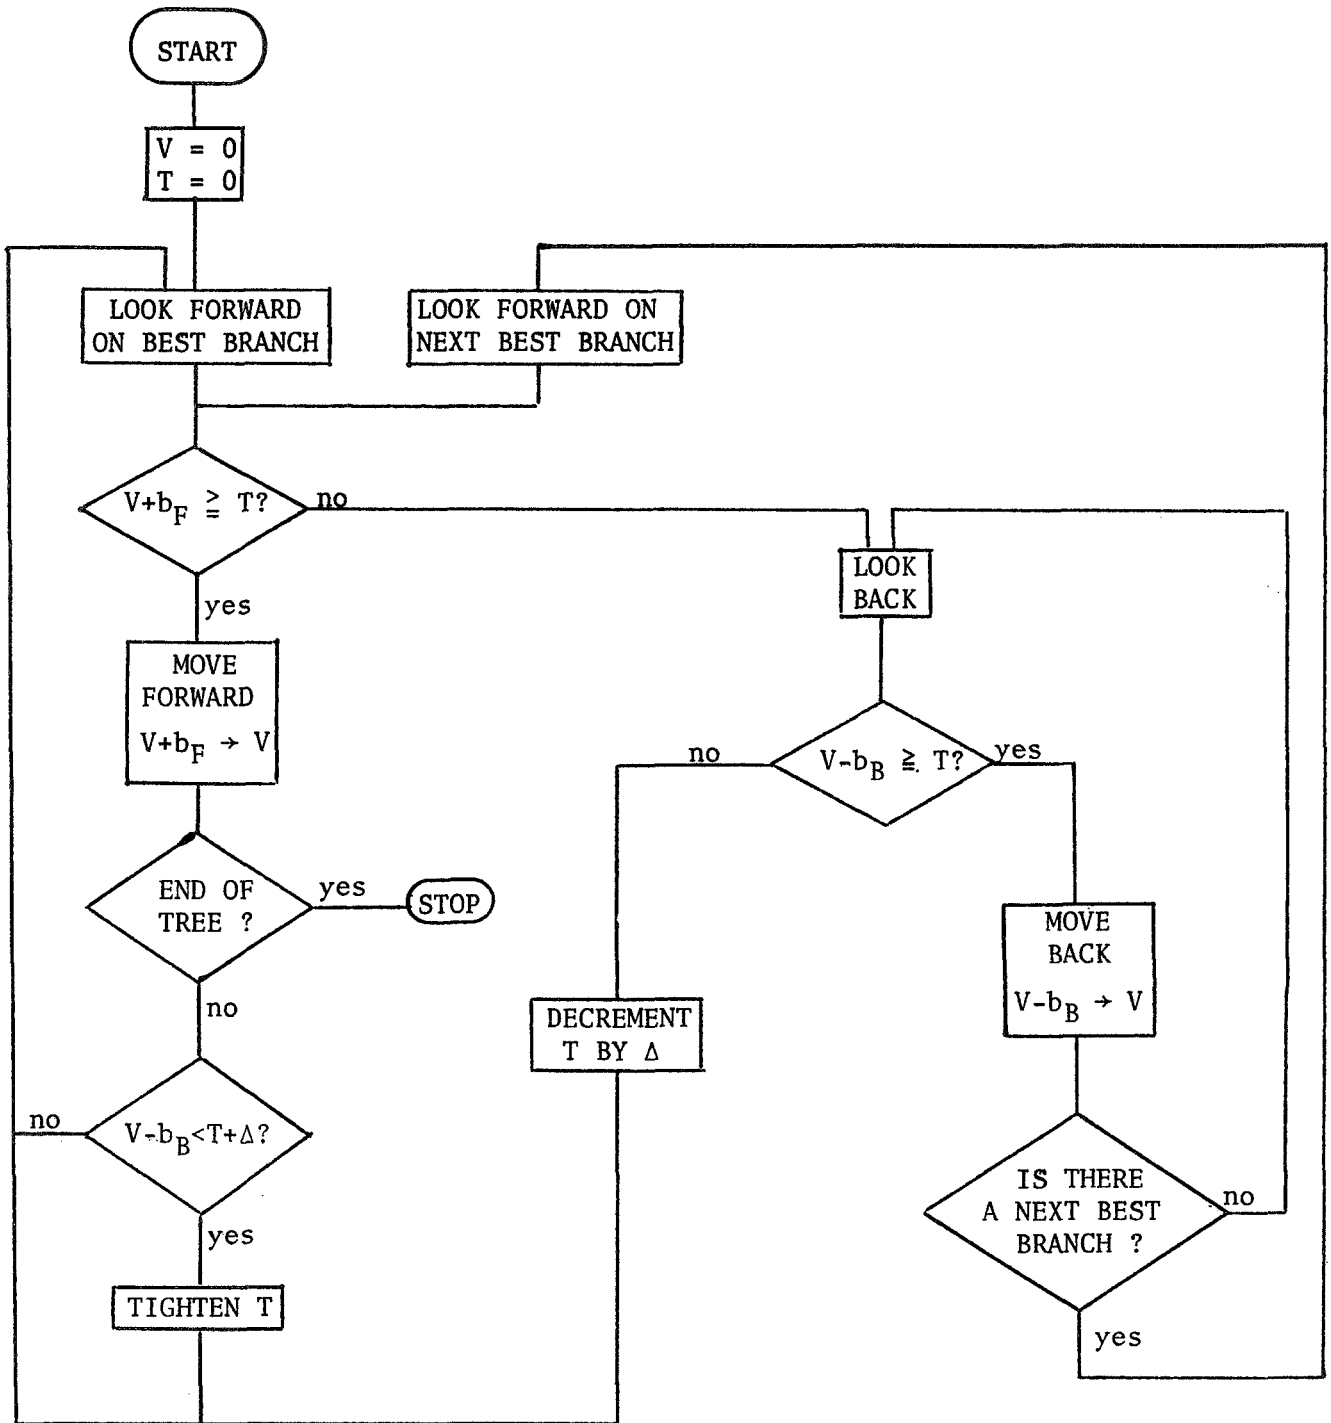 START
V = 0
T = 0
LOOK FORWARD
ON BEST BRANCH
LOOK FORWARD ON
NEXT BEST BRANCH
V+b_F ≧ T?
no
yes
LOOK
BACK
MOVE
FORWARD
V+b_F → V
no
V-b_B ≧ T?
yes
END OF
TREE ?
yes
STOP
no
MOVE
BACK
V-b_B → V
DECREMENT
T BY Δ
no
V-b_B<T+Δ?
yes
IS THERE
A NEXT BEST
BRANCH ?
no
yes
TIGHTEN T